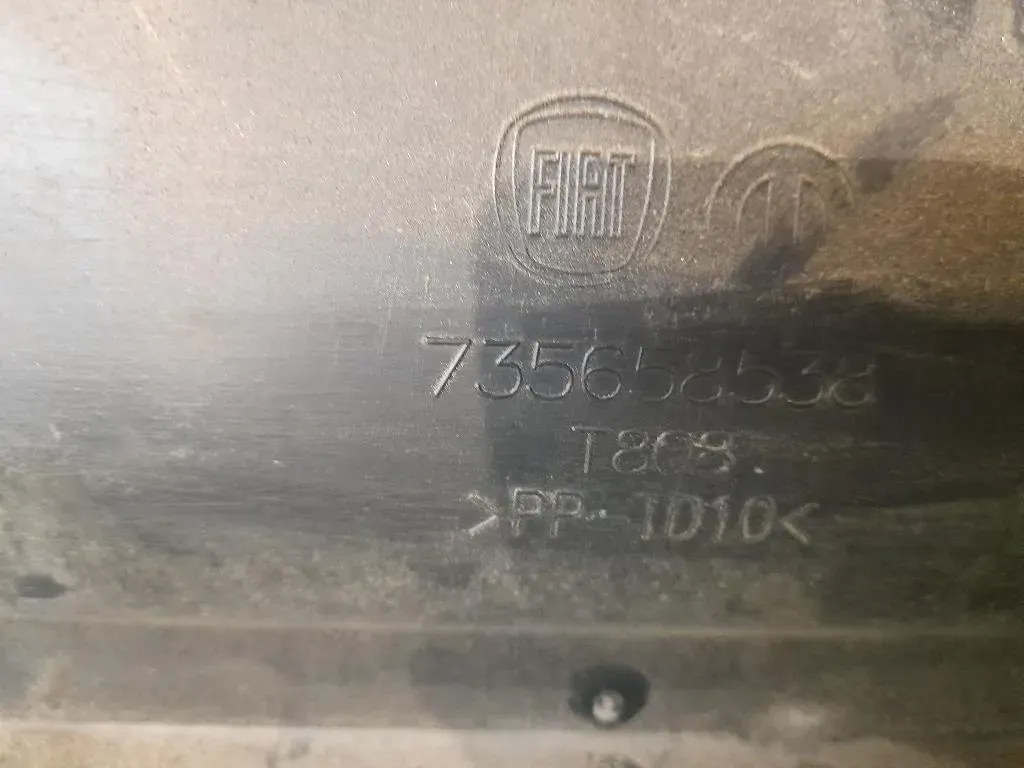 FIAT
735658538
T808.
>PP-TD10<